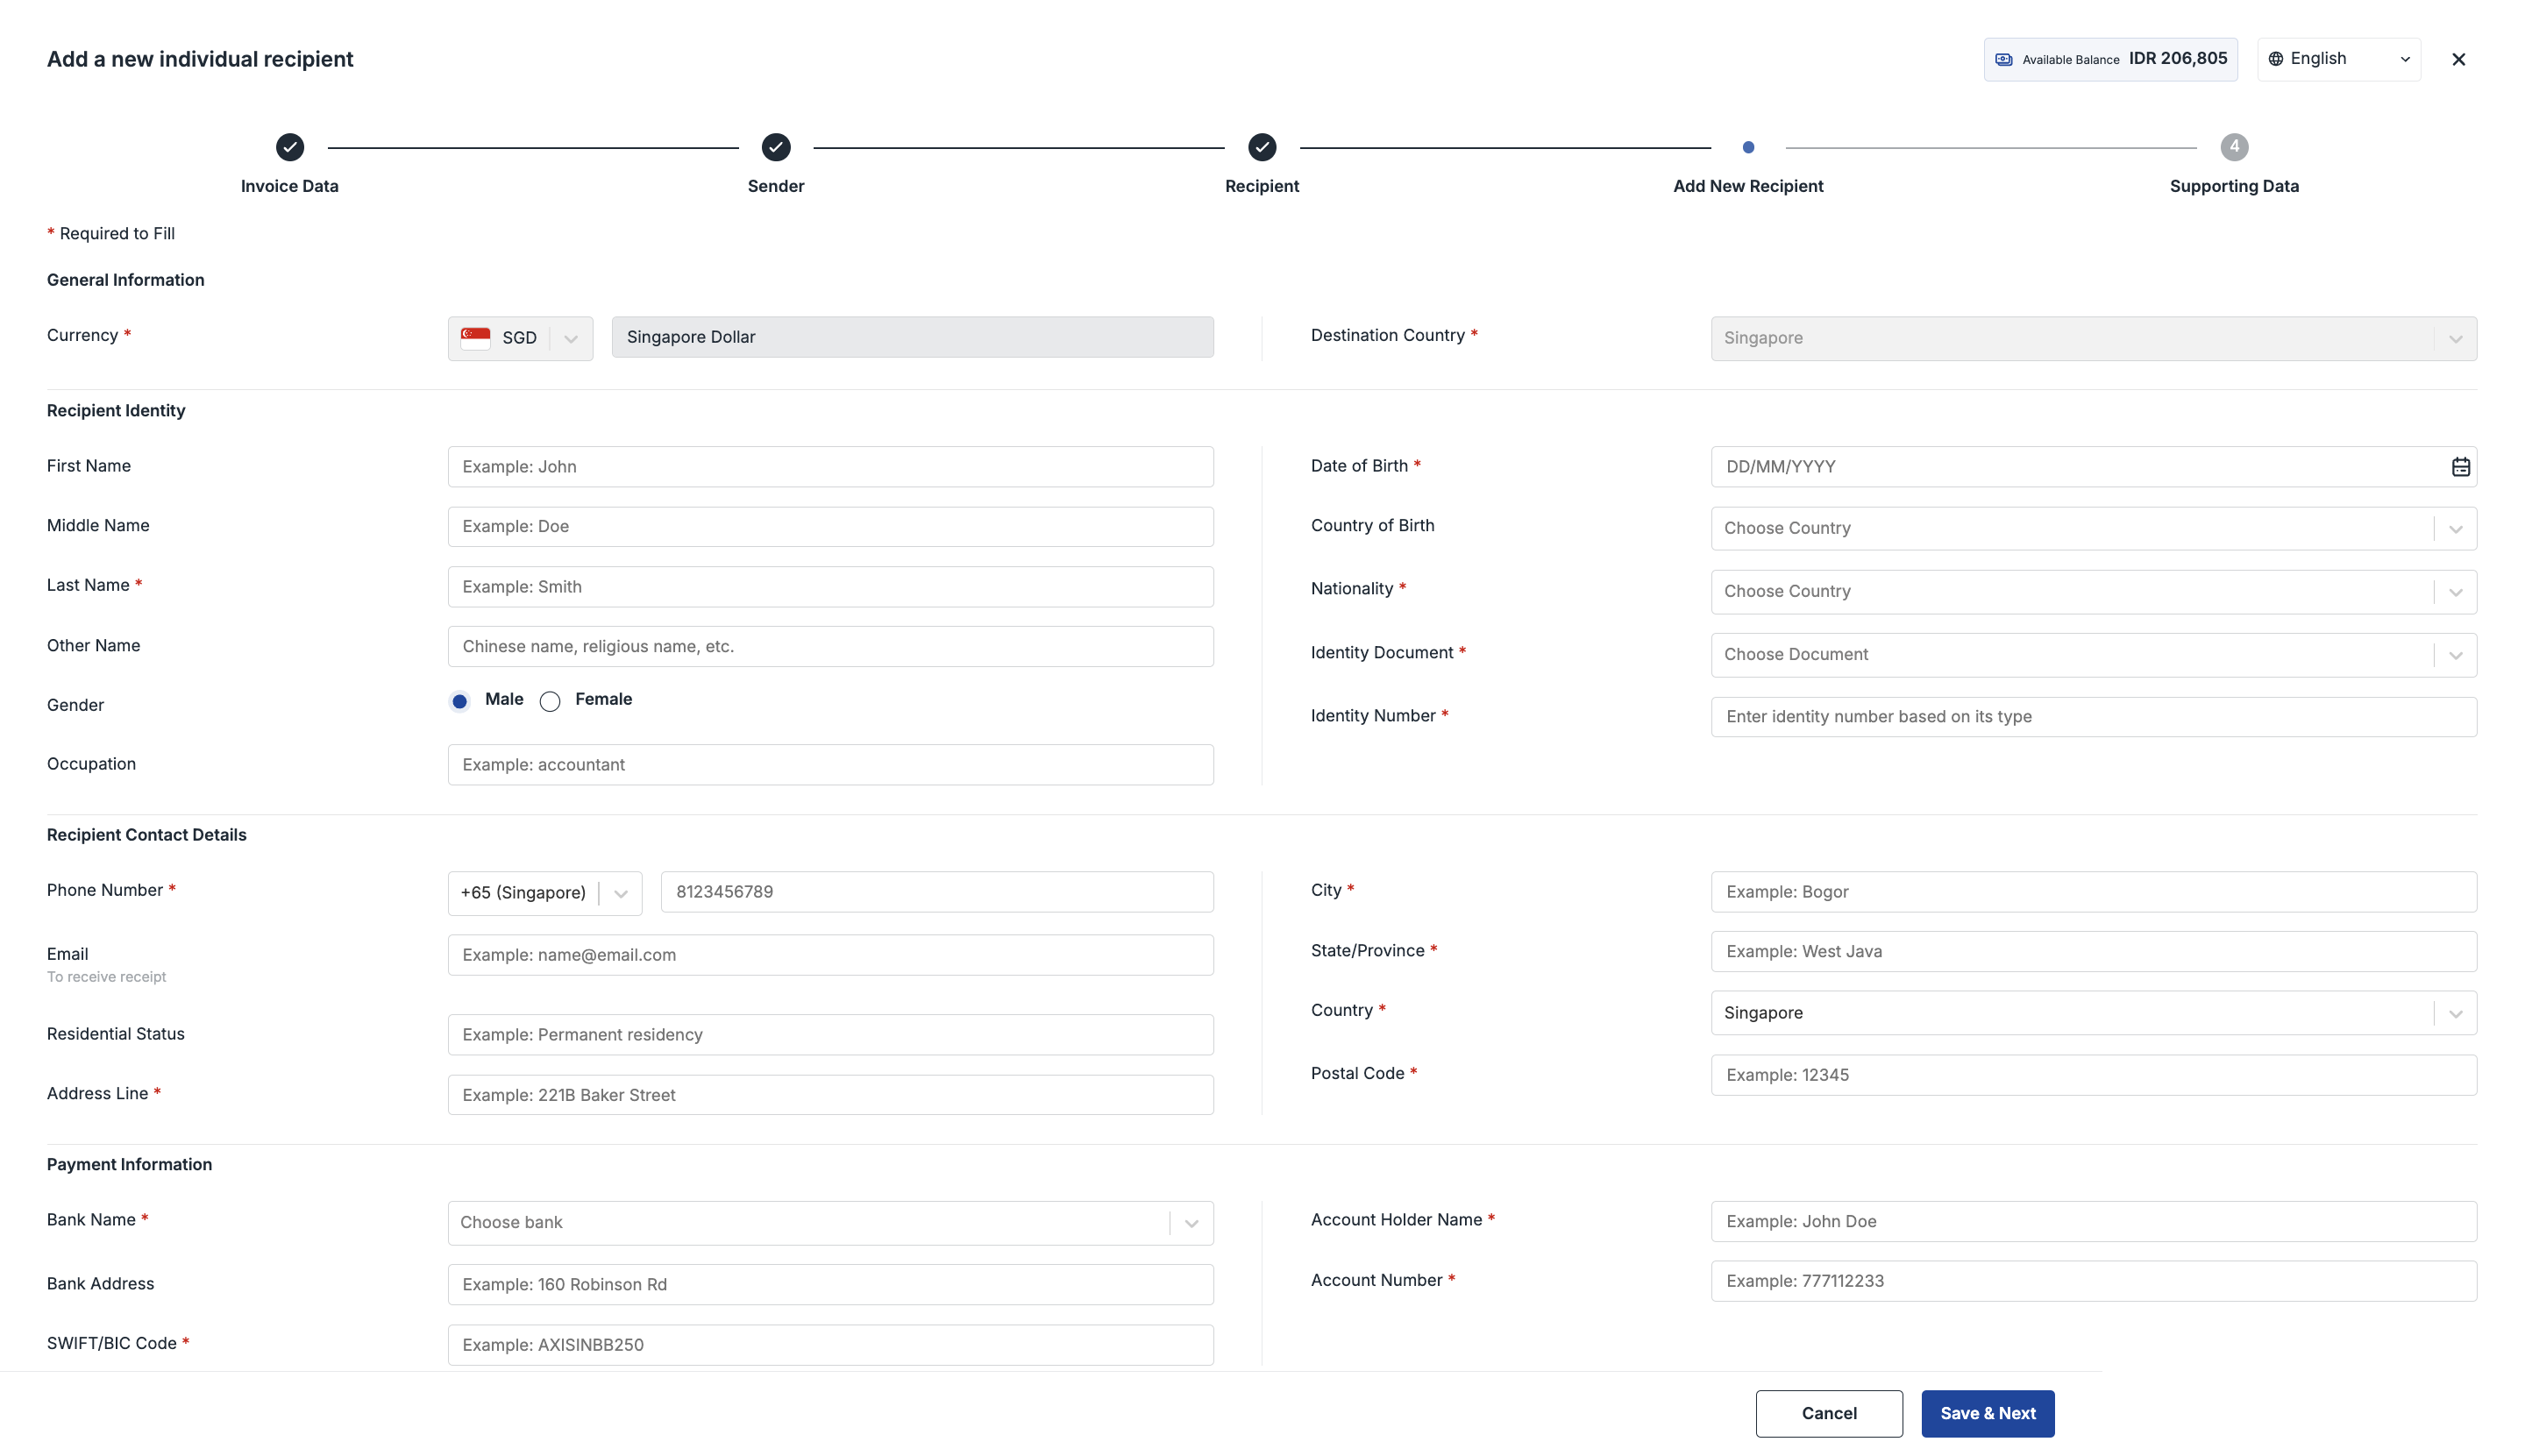 Add a new individual recipient
Available Balance IDR 206,805
English
Invoice Data
Sender
Recipient
Add New Recipient
4
Supporting Data
* Required to Fill
General Information
Currency *
SGD
Singapore Dollar
Destination Country *
Singapore
Recipient Identity
First Name
Example: John
Middle Name
Example: Doe
Last Name *
Example: Smith
Other Name
Chinese name, religious name, etc.
Gender
Male
Female
Occupation
Example: accountant
Date of Birth *
DD/MM/YYYY
Country of Birth
Choose Country
Nationality *
Choose Country
Identity Document *
Choose Document
Identity Number *
Enter identity number based on its type
Recipient Contact Details
Phone Number *
+65 (Singapore)
8123456789
Email
To receive receipt
Example: name@email.com
Residential Status
Example: Permanent residency
Address Line *
Example: 221B Baker Street
City *
Example: Bogor
State/Province *
Example: West Java
Country *
Singapore
Postal Code *
Example: 12345
Payment Information
Bank Name *
Choose bank
Bank Address
Example: 160 Robinson Rd
SWIFT/BIC Code *
Example: AXISINBB250
Account Holder Name *
Example: John Doe
Account Number *
Example: 777112233
Cancel
Save & Next